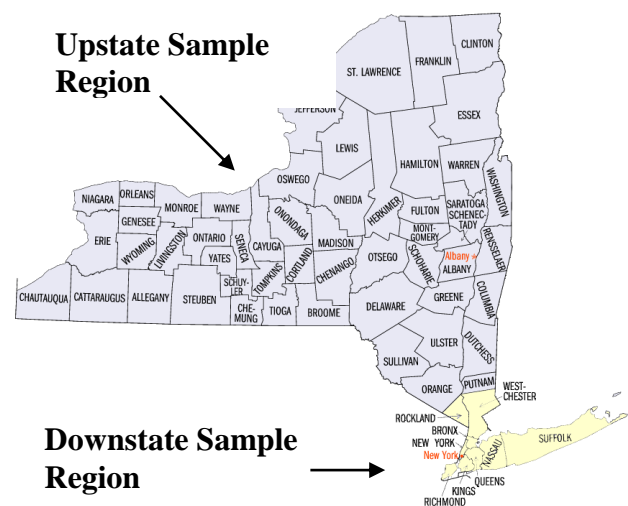 Upstate Sample
Region
CLINTON
FRANKLIN
ST. LAWRENCE
JEFFERSON
ESSEX
LEWIS
HAMILTON
WARREN
WASHINGTON
OSWEGO
ONEIDA
HERKIMER
NIAGARA
ORLEANS
MONROE
WAYNE
GENESEE
ONONDAGA
FULTON
SARATOGA
SCHENEC-
TADY
MONT-
GOMERY
ERIE
WYOMING
LIVINGSTON
ONTARIO
SENECA
CAYUGA
MADISON
YATES
CORTLAND
CHENANGO
OTSEGO
SCHOHARIE
Albany
ALBANY
RENSSELAER
TOMPKINS
SCHUY-
LER
CHAUTAUQUA
CATTARAUGUS
ALLEGANY
STEUBEN
CHE-
MUNG
TIOGA
BROOME
DELAWARE
GREENE
COLUMBIA
ULSTER
DUTCHESS
SULLIVAN
ORANGE
PUTNAM
WEST-
CHESTER
ROCKLAND
BRONX
NEW YORK
New York
NASSAU
SUFFOLK
QUEENS
KINGS
RICHMOND
Downstate Sample
Region